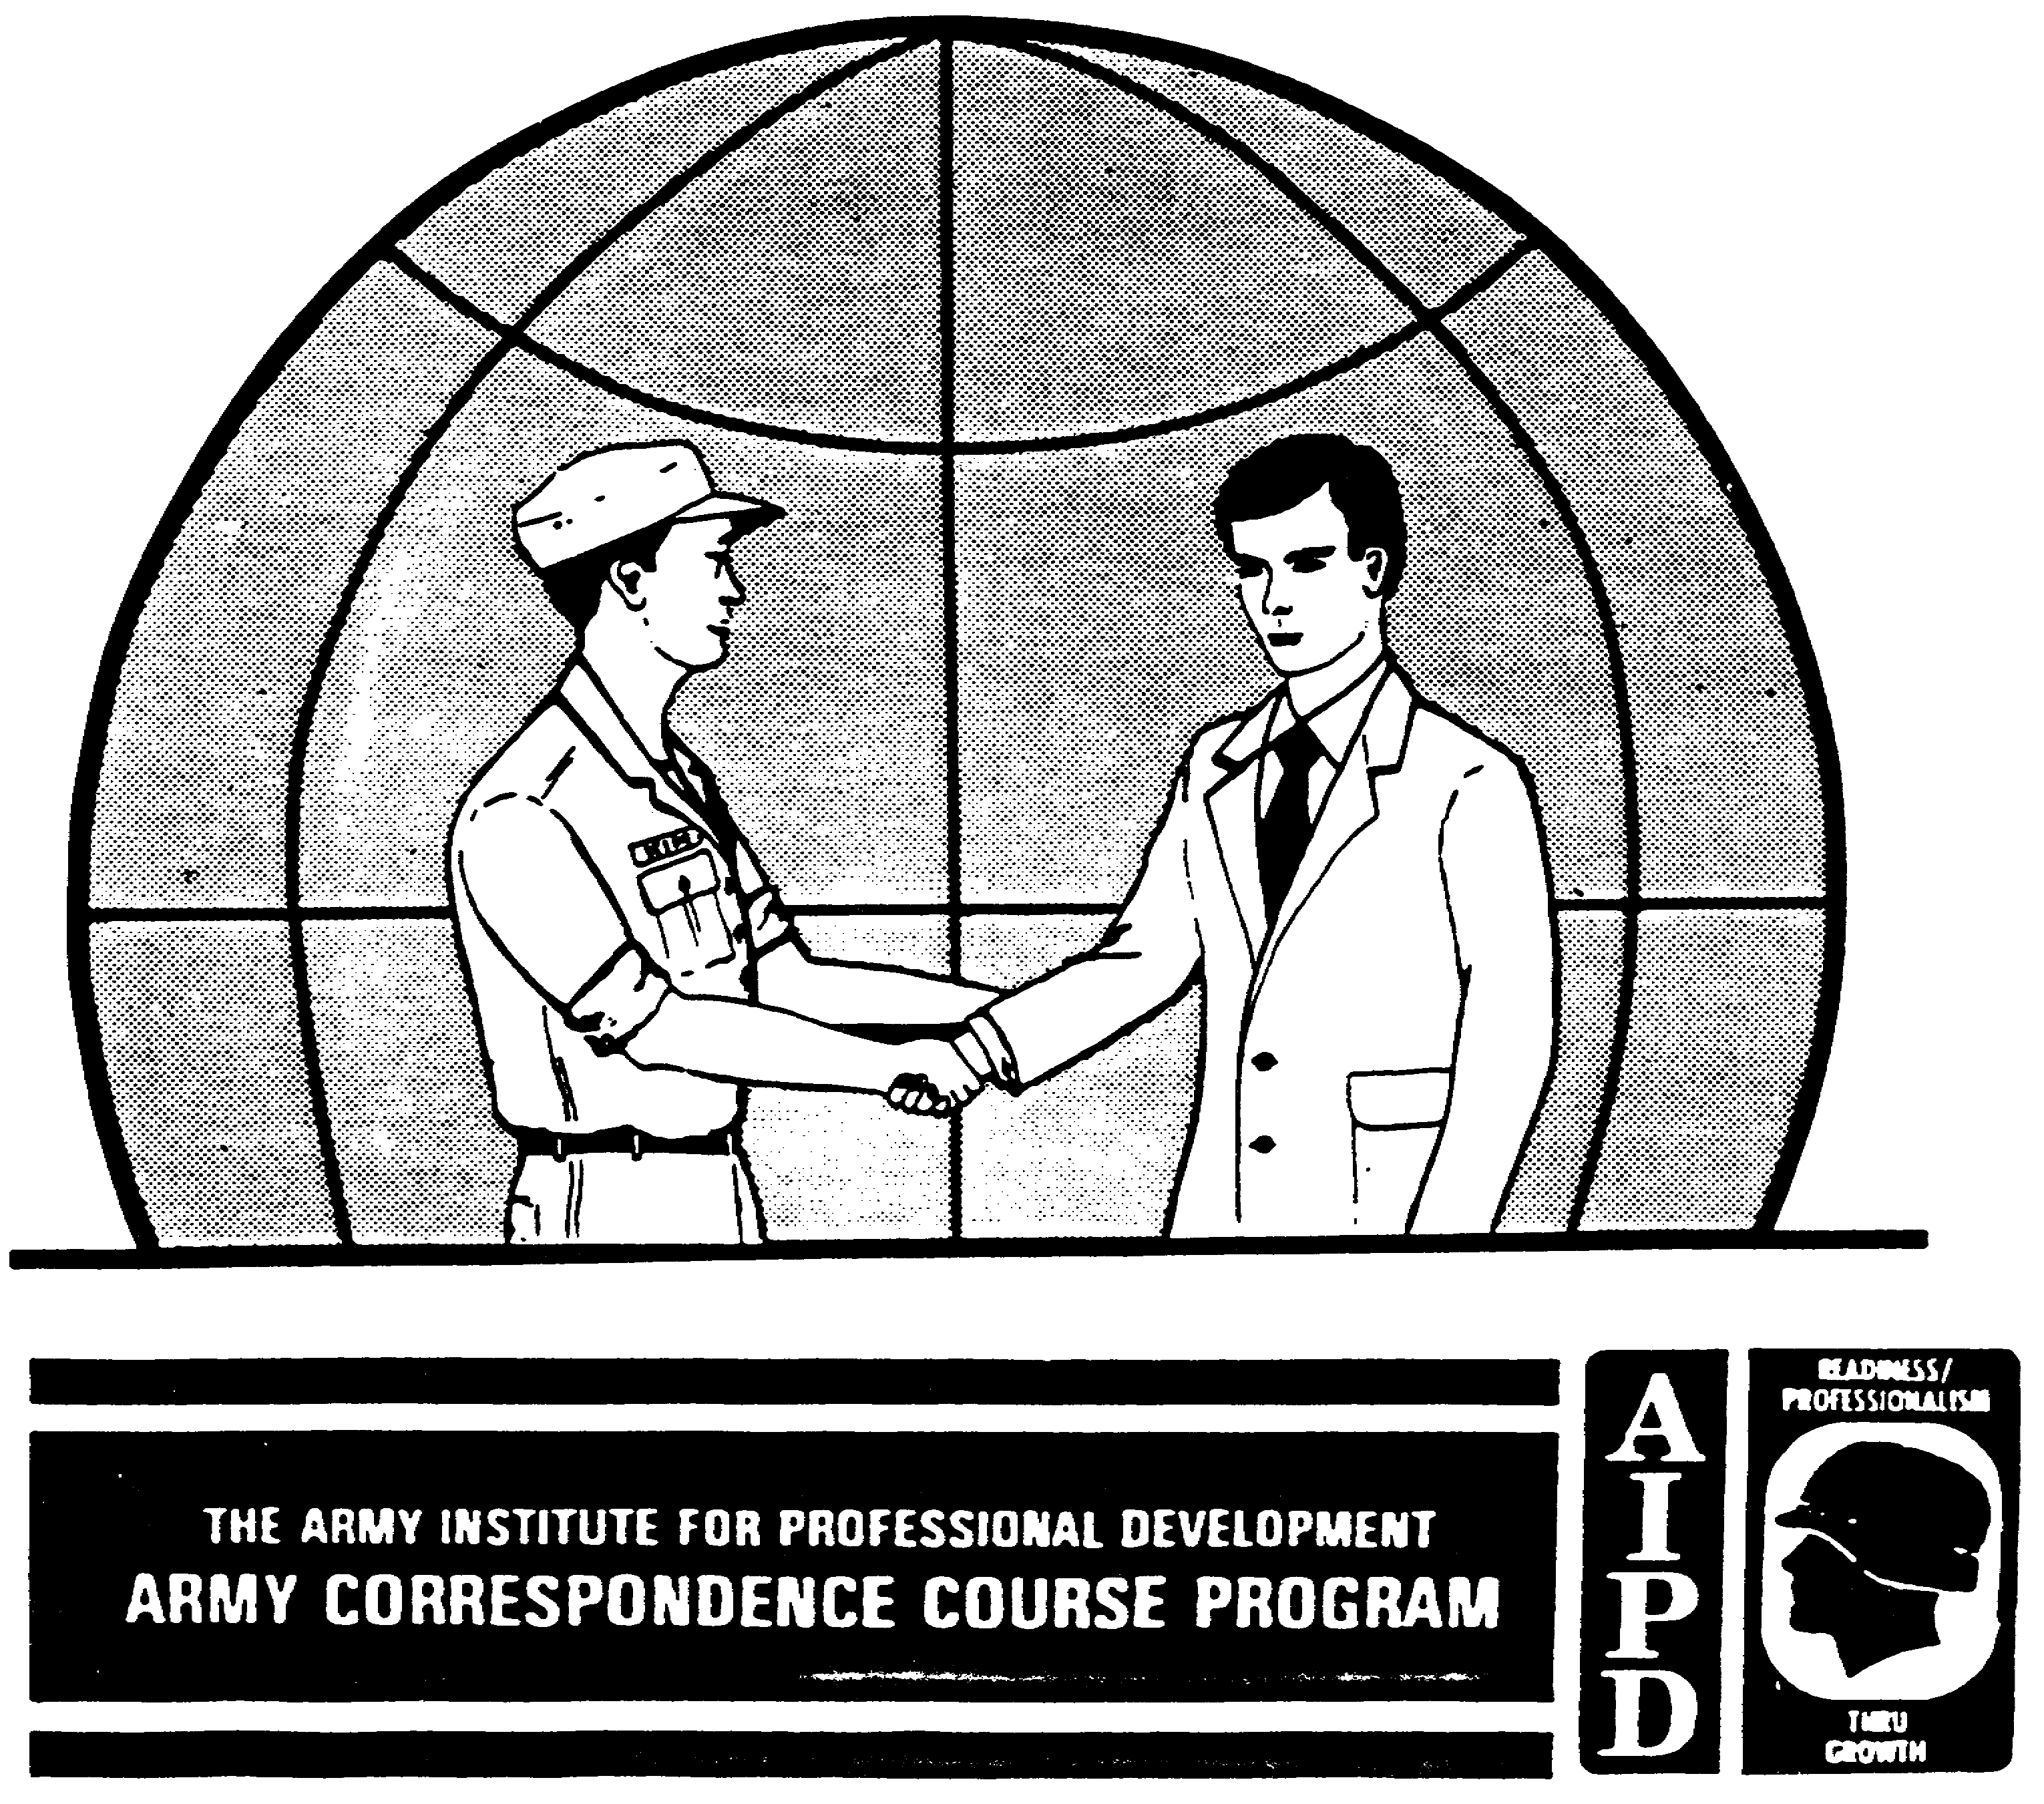 THE ARMY INSTITUTE FOR PROFESSIONAL DEVELOPMENT
ARMY CORRESPONDENCE COURSE PROGRAM
A
I
P
D
READINESS/
PROFESSIONALISM
THRU
GROWTH